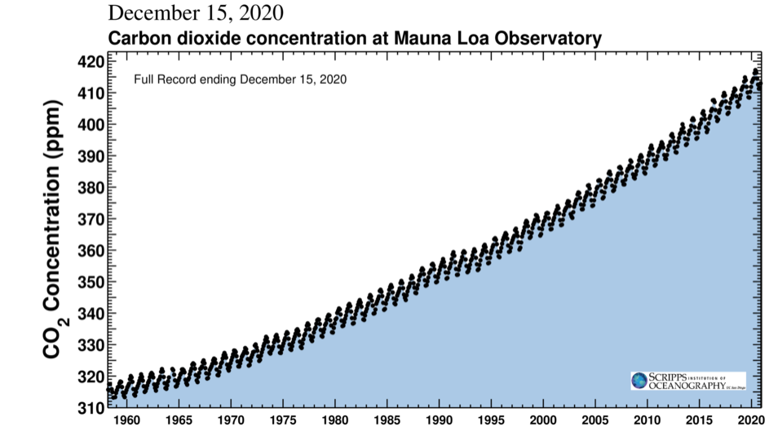 December 15, 2020
Carbon dioxide concentration at Mauna Loa Observatory
Full Record ending December 15, 2020
CO2 Concentration (ppm)
420
410
400
390
380
370
360
350
340
330
320
310
1960 1965 1970 1975 1980 1985 1990 1995 2000 2005 2010 2015 2020
SCRIPPS INSTITUTION OF
OCEANOGRAPHY